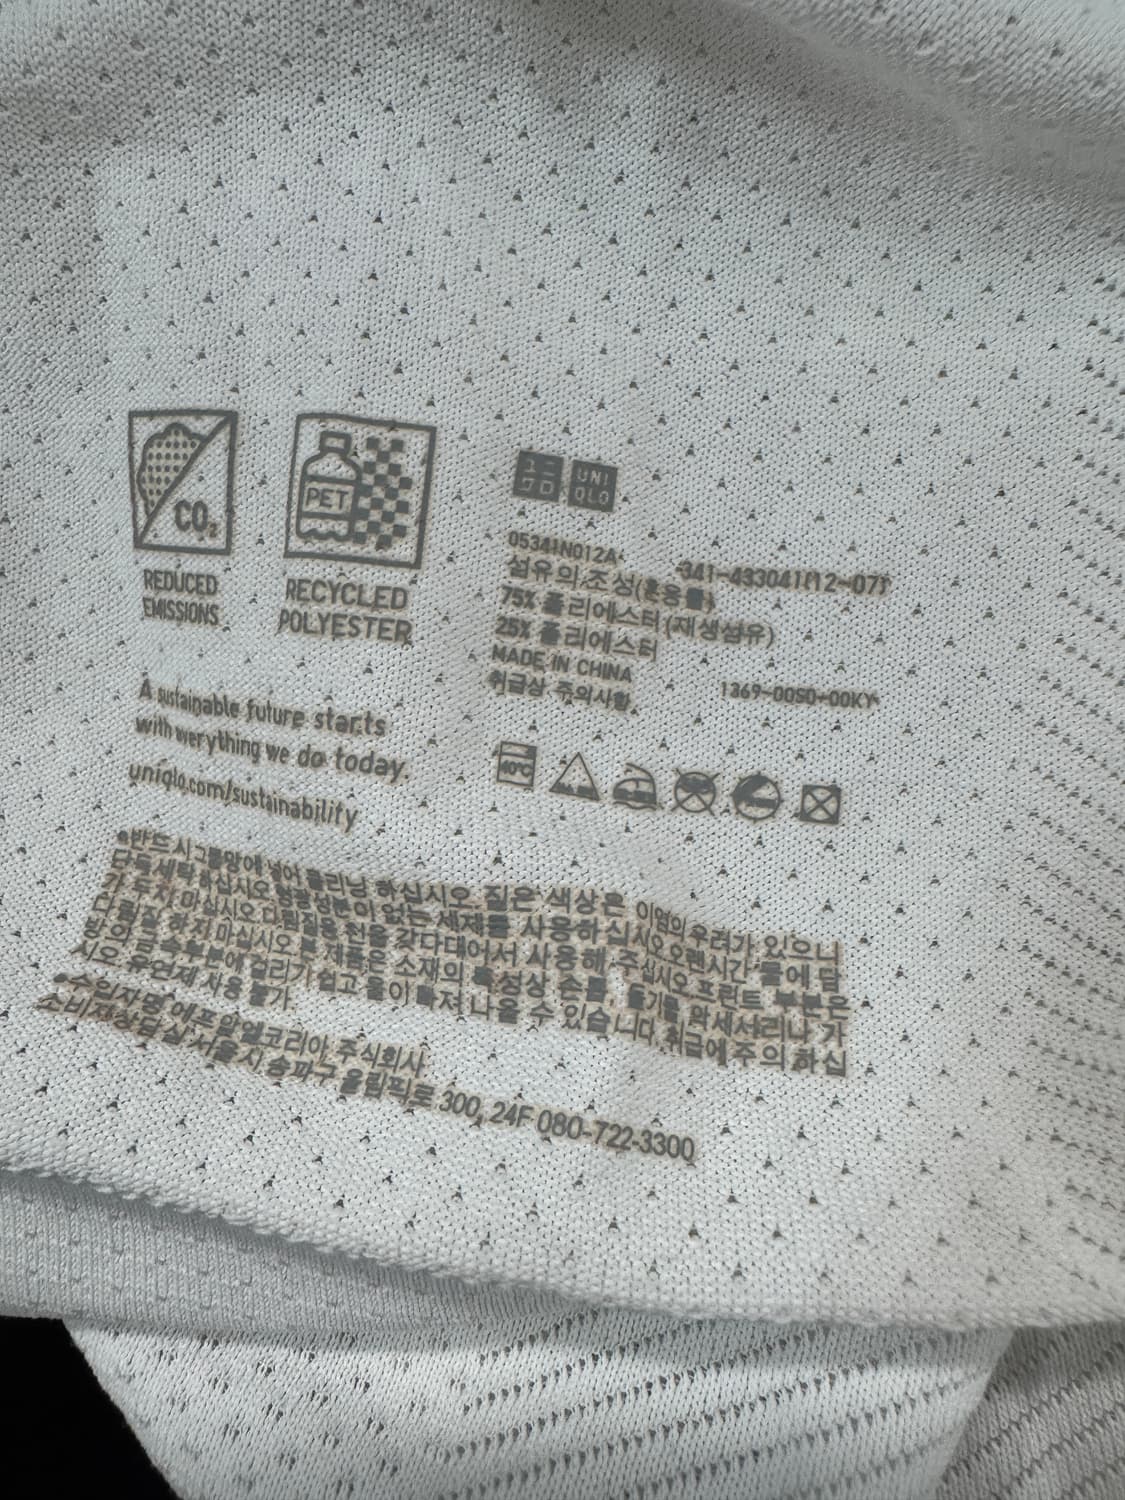 CO₂
REDUCED
EMISSIONS
PET
RECYCLED
POLYESTER
A sustainable future starts
with everything we do today.
uniqlo.com/sustainability
ユニ
クロ
UNI
QLO
05341N012A
341-433041(12-07)
섬유의 조성(혼용률)
75% 폴리에스터(재생섬유)
25% 폴리에스터
MADE IN CHINA
1369-00SD+00KY
취급상 주의사항
40℃
●반드시 그물망에 넣어 클리닝 하십시오 짙은 색상은 이염의 우려가 있으니
단독세탁 하십시오 형광성분이 없는 세제를 사용하십시오 오랜시간 물에 담
가 두지 마십시오 다림질용 천을 갖다대어서 사용해 주십시오 프린트 부분은
다림질 하지 마십시오 본 제품은 소재의 특성상 손톱, 돌기물 악세서리나 가
방의 금속부분에 걸리기 쉽고 올이 빠져 나올 수 있습니다 취급에 주의 하십
시오 유연제 사용 불가.
●수입자명 에프알엘코리아 주식회사
소비자상담실 서울시 송파구 올림픽로 300, 24F 080-722-3300